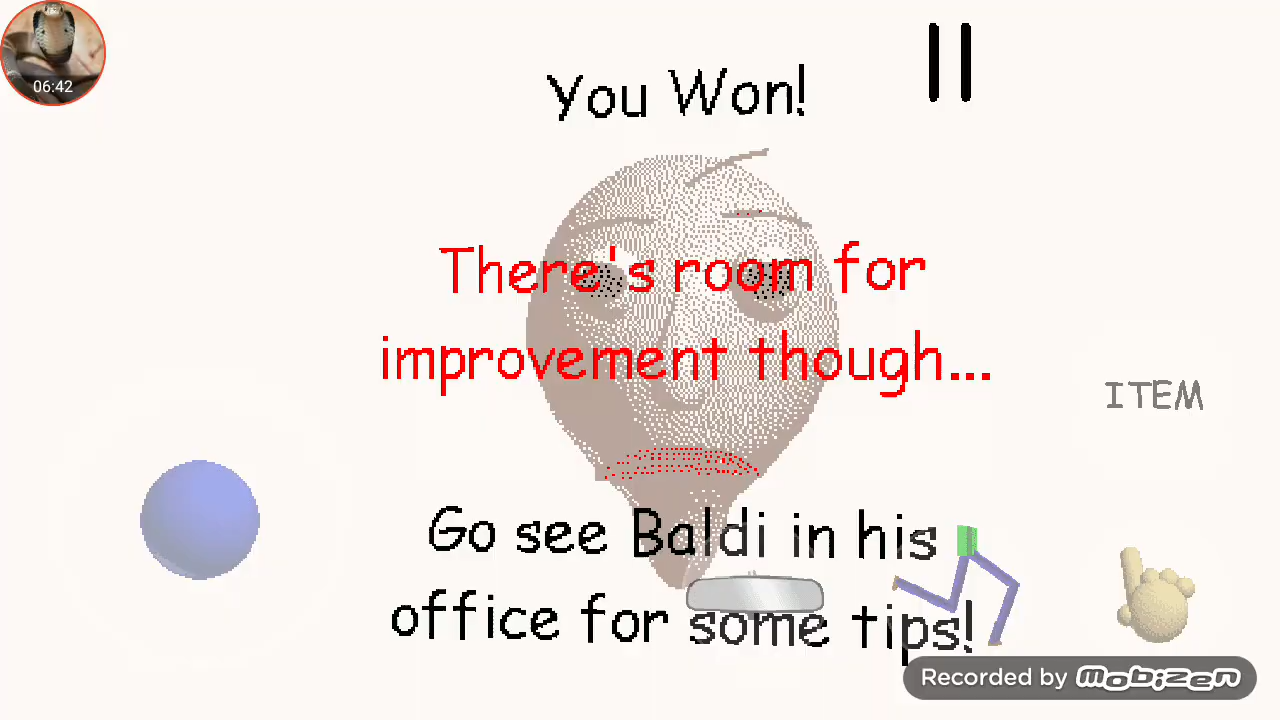 06:42
You Won!
There's room for
improvement though...
ITEM
Go see Baldi in his
office for some tips!
Recorded by mobizen